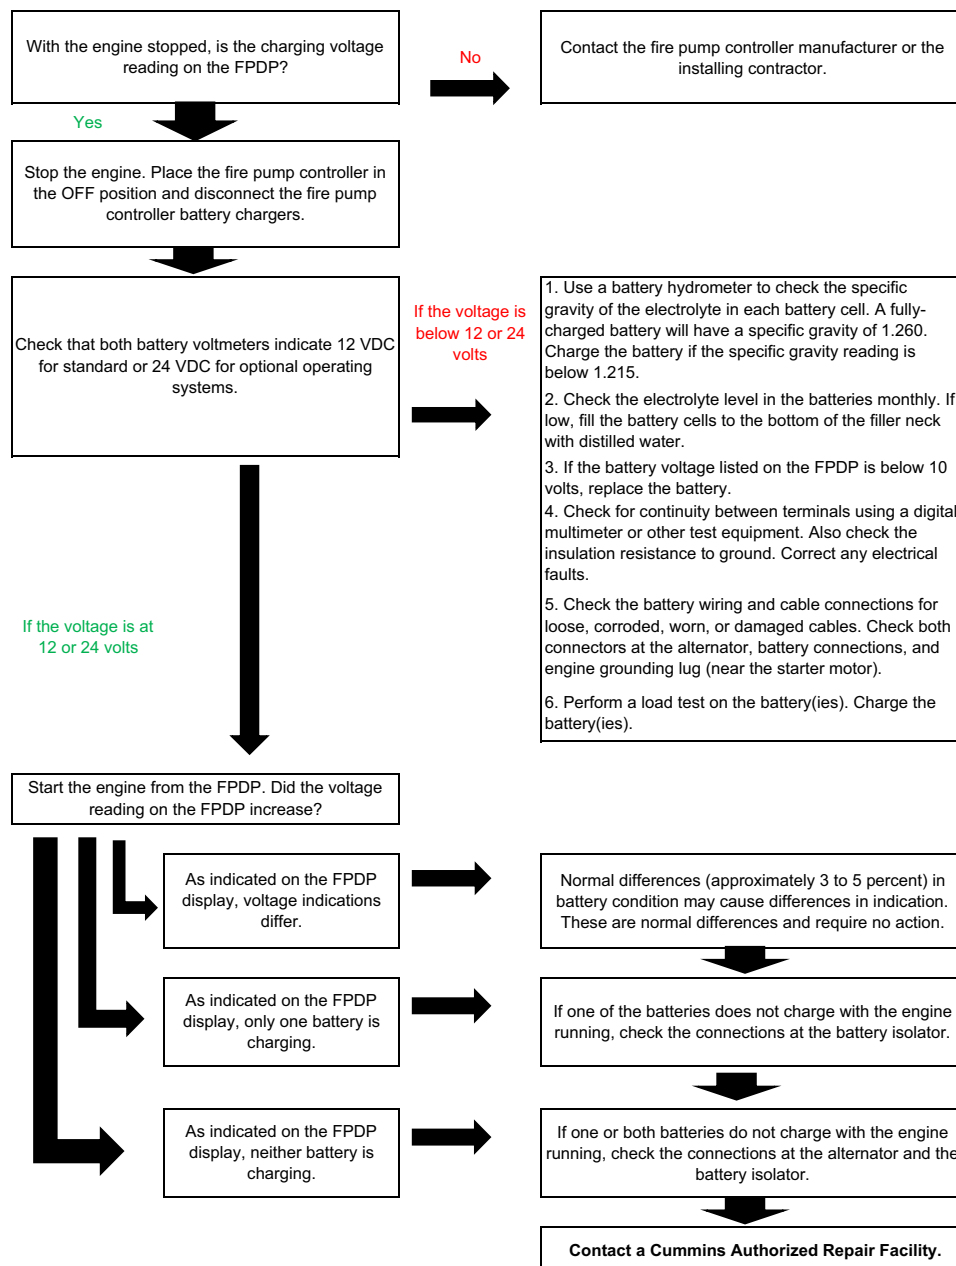 With the engine stopped, is the charging voltage
reading on the FPDP?
No
Contact the fire pump controller manufacturer or the
installing contractor.
Yes
Stop the engine. Place the fire pump controller in
the OFF position and disconnect the fire pump
controller battery chargers.
Check that both battery voltmeters indicate 12 VDC
for standard or 24 VDC for optional operating
systems.
If the voltage is
below 12 or 24
volts
1. Use a battery hydrometer to check the specific
gravity of the electrolyte in each battery cell. A fully-
charged battery will have a specific gravity of 1.260.
Charge the battery if the specific gravity reading is
below 1.215.
2. Check the electrolyte level in the batteries monthly. If
low, fill the battery cells to the bottom of the filler neck
with distilled water.
3. If the battery voltage listed on the FPDP is below 10
volts, replace the battery.
4. Check for continuity between terminals using a digital
multimeter or other test equipment. Also check the
insulation resistance to ground. Correct any electrical
faults.
5. Check the battery wiring and cable connections for
loose, corroded, worn, or damaged cables. Check both
connectors at the alternator, battery connections, and
engine grounding lug (near the starter motor).
6. Perform a load test on the battery(ies). Charge the
battery(ies).
If the voltage is at
12 or 24 volts
Start the engine from the FPDP. Did the voltage
reading on the FPDP increase?
As indicated on the FPDP
display, voltage indications
differ.
Normal differences (approximately 3 to 5 percent) in
battery condition may cause differences in indication.
These are normal differences and require no action.
As indicated on the FPDP
display, only one battery is
charging.
If one of the batteries does not charge with the engine
running, check the connections at the battery isolator.
As indicated on the FPDP
display, neither battery is
charging.
If one or both batteries do not charge with the engine
running, check the connections at the alternator and the
battery isolator.
Contact a Cummins Authorized Repair Facility.